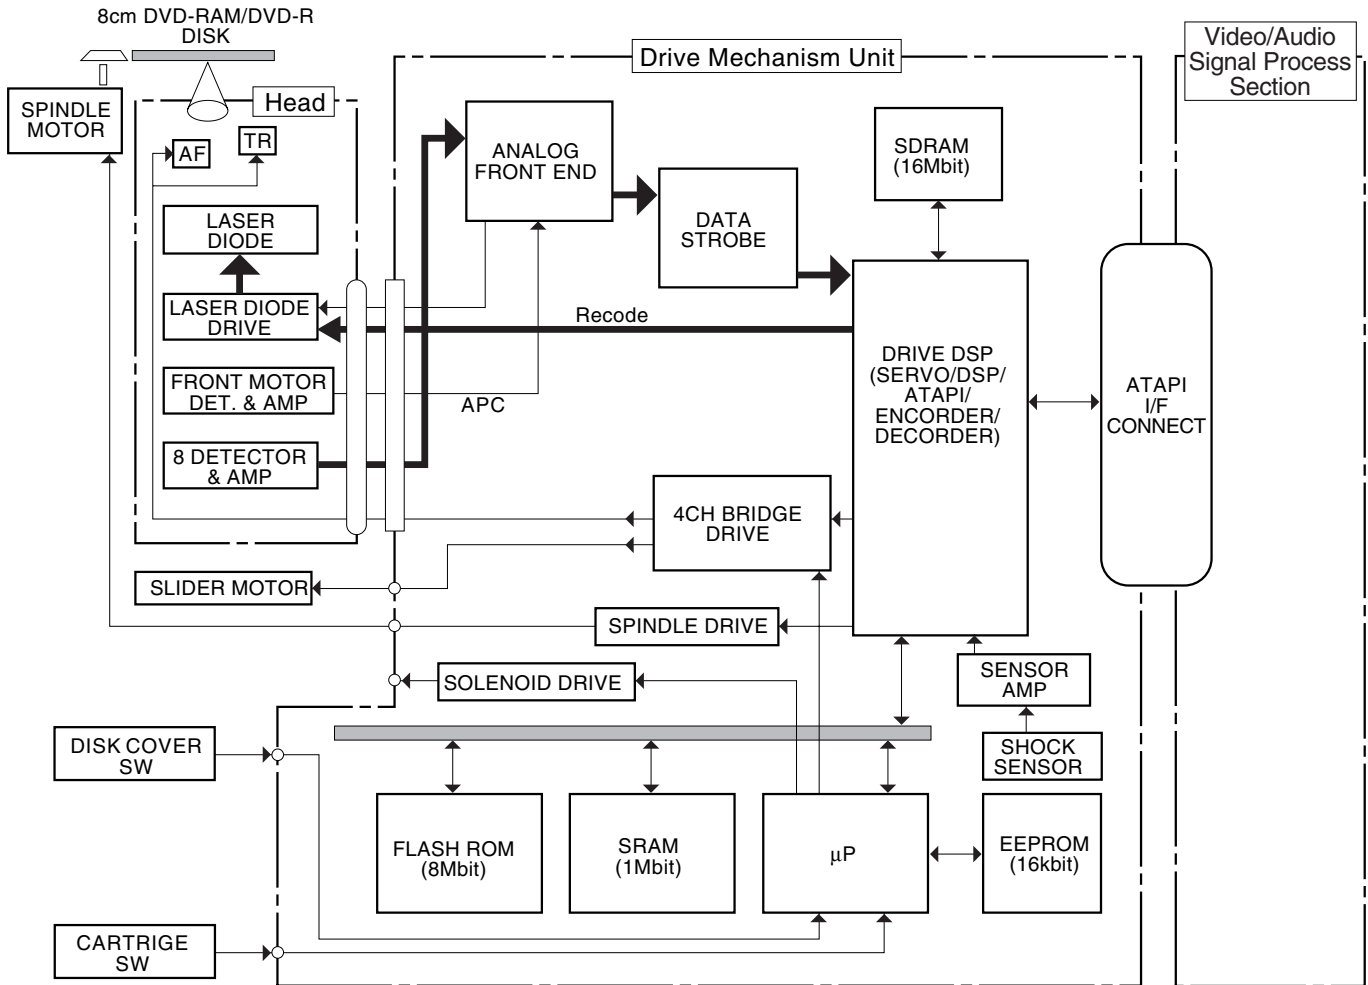 8cm DVD-RAM/DVD-R
DISK
Drive Mechanism Unit
Video/Audio
Signal Process
Section
SPINDLE
MOTOR
Head
AF
TR
ANALOG
FRONT END
SDRAM
(16Mbit)
LASER
DIODE
DATA
STROBE
LASER DIODE
DRIVE
Recode
FRONT MOTOR
DET. & AMP
APC
DRIVE DSP
(SERVO/DSP/
ATAPI/
ENCORDER/
DECORDER)
ATAPI
I/F
CONNECT
8 DETECTOR
& AMP
4CH BRIDGE
DRIVE
SLIDER MOTOR
SPINDLE DRIVE
SOLENOID DRIVE
SENSOR
AMP
DISK COVER
SW
SHOCK
SENSOR
FLASH ROM
(8Mbit)
SRAM
(1Mbit)
μP
EEPROM
(16kbit)
CARTRIGE
SW